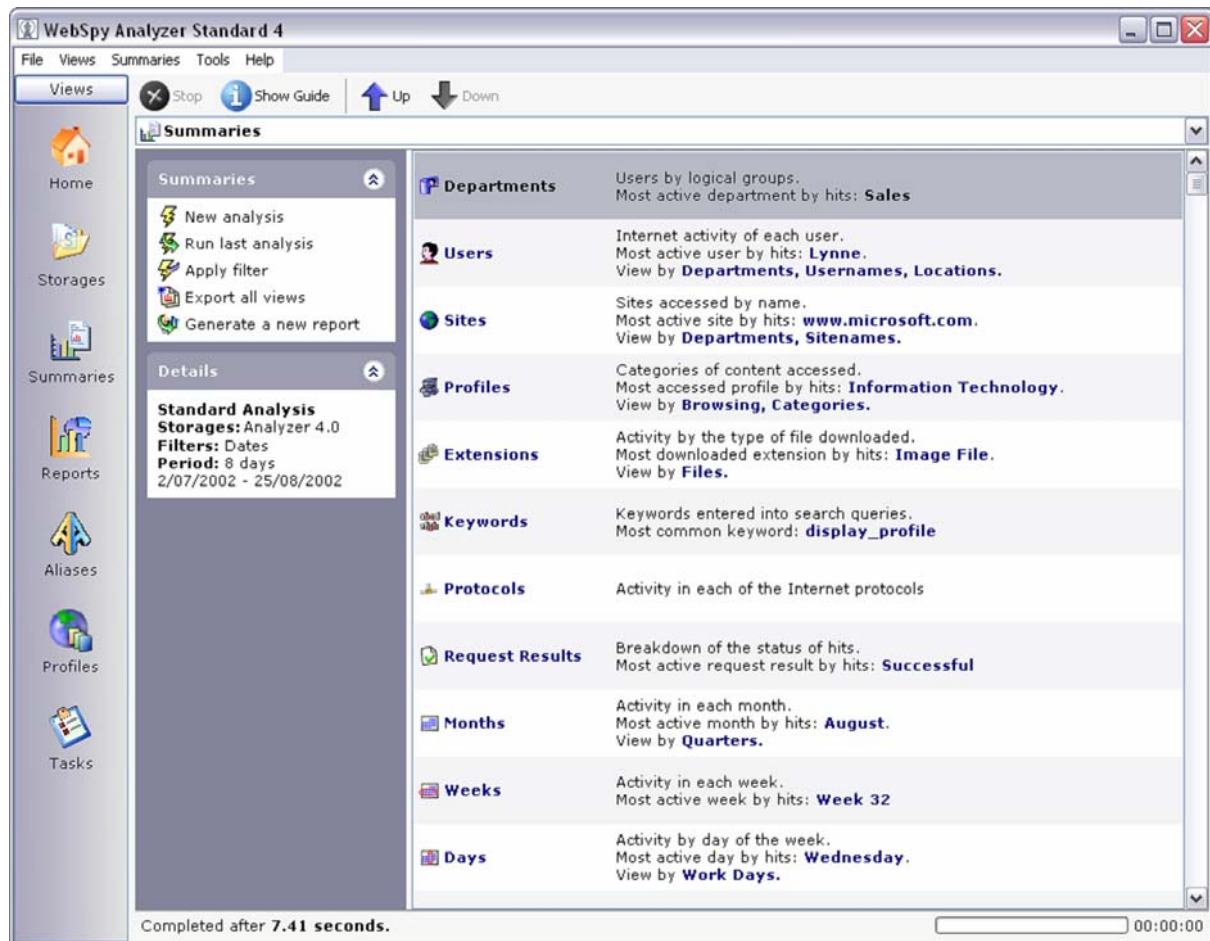 WebSpy Analyzer Standard 4
File Views Summaries Tools Help
Views
Stop Show Guide Up Down
Summaries
Home
Storages
Summaries
Reports
Aliases
Profiles
Tasks
Summaries
New analysis
Run last analysis
Apply filter
Export all views
Generate a new report
Details
Standard Analysis
Storages: Analyzer 4.0
Filters: Dates
Period: 8 days
2/07/2002 - 25/08/2002
Departments
Users by logical groups.
Most active department by hits: Sales
Users
Internet activity of each user.
Most active user by hits: Lynne.
View by Departments, Usernames, Locations.
Sites
Sites accessed by name.
Most active site by hits: www.microsoft.com.
View by Departments, Sitenames.
Profiles
Categories of content accessed.
Most accessed profile by hits: Information Technology.
View by Browsing, Categories.
Extensions
Activity by the type of file downloaded.
Most downloaded extension by hits: Image File.
View by Files.
Keywords
Keywords entered into search queries.
Most common keyword: display_profile
Protocols
Activity in each of the Internet protocols
Request Results
Breakdown of the status of hits.
Most active request result by hits: Successful
Months
Activity in each month.
Most active month by hits: August.
View by Quarters.
Weeks
Activity in each week.
Most active week by hits: Week 32
Days
Activity by day of the week.
Most active day by hits: Wednesday.
View by Work Days.
Completed after 7.41 seconds.
00:00:00